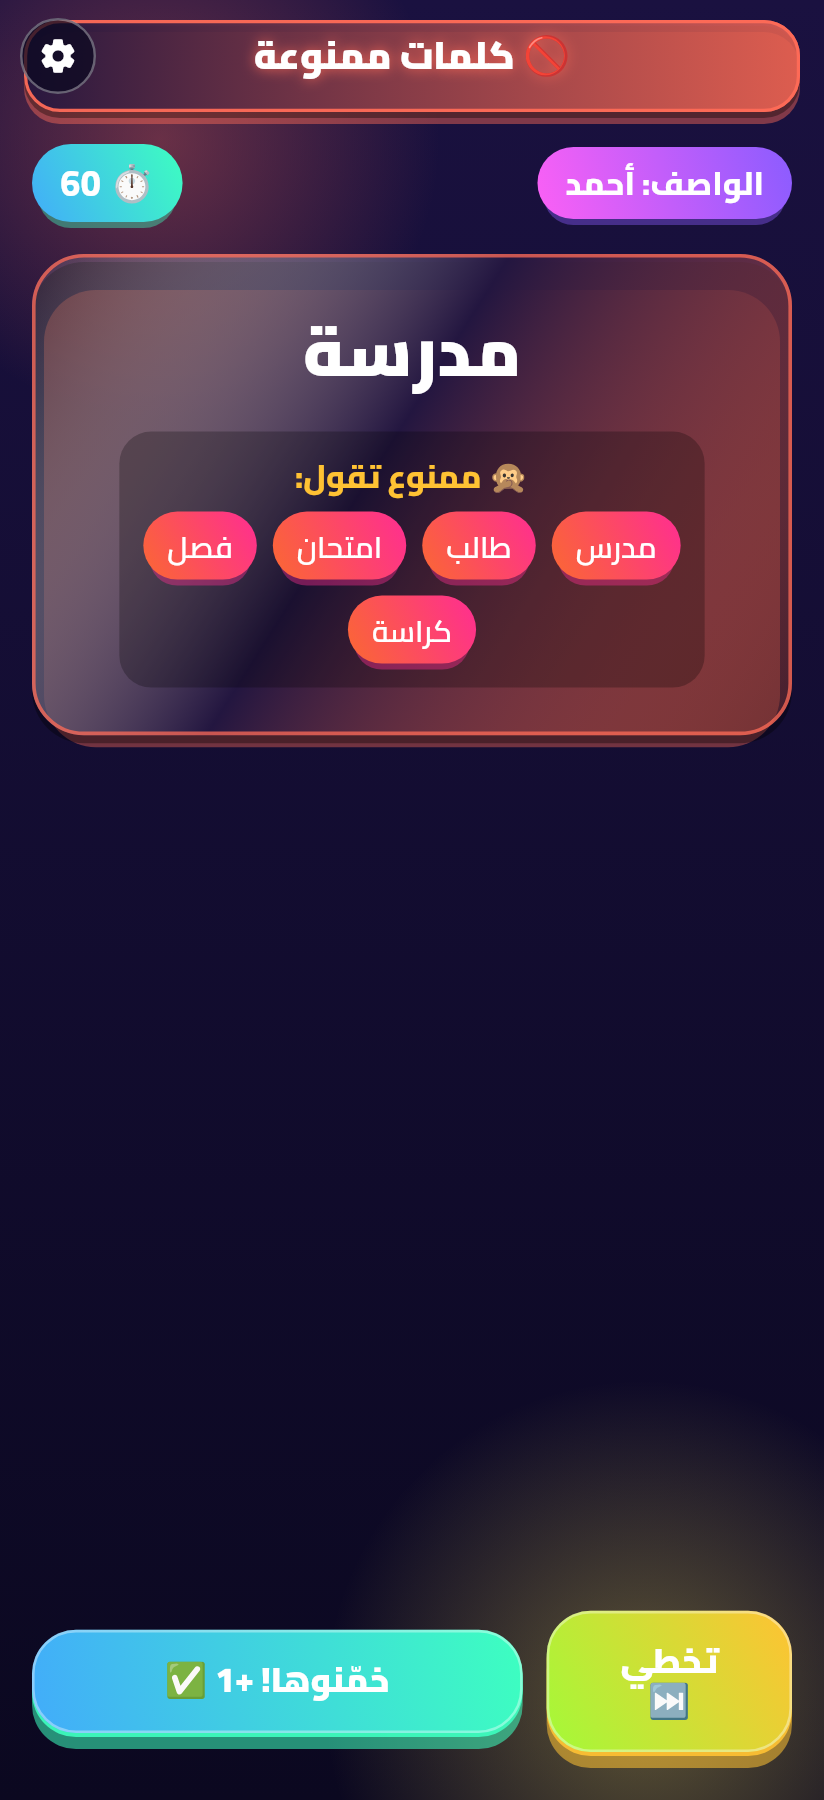 🚫 كلمات ممنوعة
الواصف: أحمد
⏱️ 60
مدرسة
🙊 ممنوع تقول:
مدرس طالب امتحان فصل
كراسة
تخطي
⏭️
خمّنوها! +1 ✅